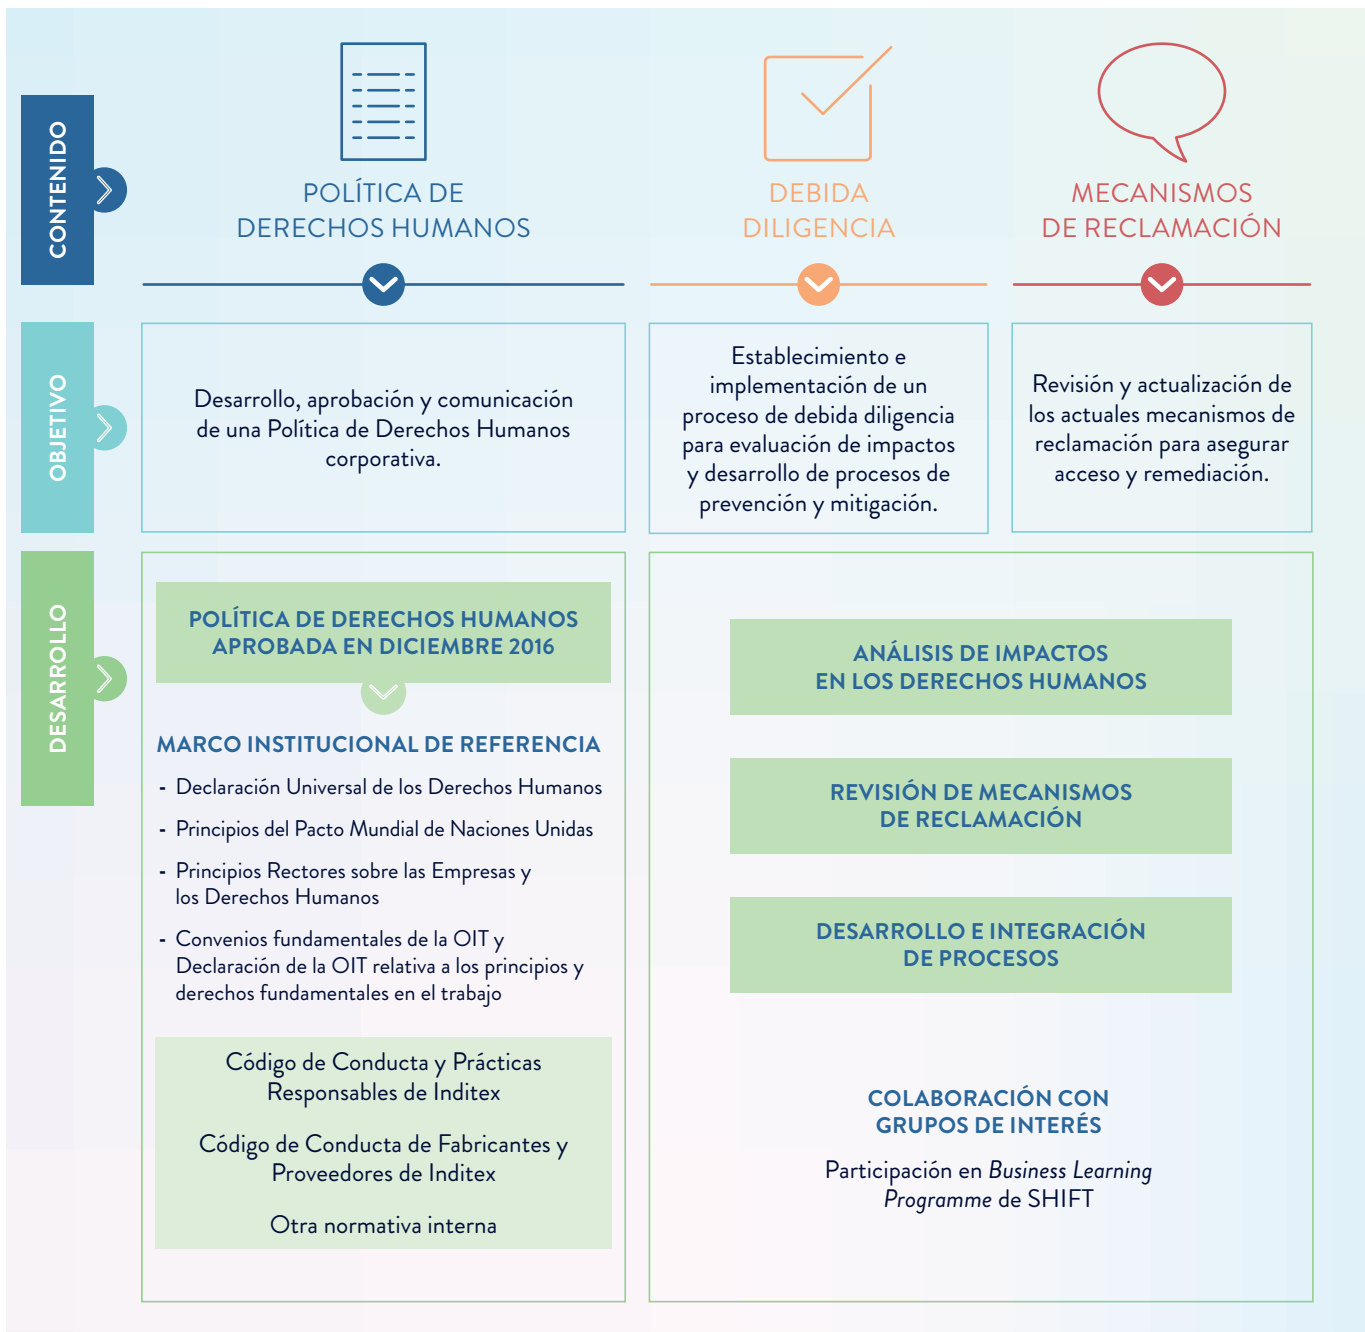 CONTENIDO
POLÍTICA DE
DERECHOS HUMANOS
DEBIDA
DILIGENCIA
MECANISMOS
DE RECLAMACIÓN
OBJETIVO
Desarrollo, aprobación y comunicación
de una Política de Derechos Humanos
corporativa.
Establecimiento e
implementación de un
proceso de debida diligencia
para evaluación de impactos
y desarrollo de procesos de
prevención y mitigación.
Revisión y actualización de
los actuales mecanismos de
reclamación para asegurar
acceso y remediación.
DESARROLLO
POLÍTICA DE DERECHOS HUMANOS
APROBADA EN DICIEMBRE 2016
MARCO INSTITUCIONAL DE REFERENCIA
- Declaración Universal de los Derechos Humanos
- Principios del Pacto Mundial de Naciones Unidas
- Principios Rectores sobre las Empresas y
los Derechos Humanos
- Convenios fundamentales de la OIT y
Declaración de la OIT relativa a los principios y
derechos fundamentales en el trabajo
Código de Conducta y Prácticas
Responsables de Inditex
Código de Conducta de Fabricantes y
Proveedores de Inditex
Otra normativa interna
ANÁLISIS DE IMPACTOS
EN LOS DERECHOS HUMANOS
REVISIÓN DE MECANISMOS
DE RECLAMACIÓN
DESARROLLO E INTEGRACIÓN
DE PROCESOS
COLABORACIÓN CON
GRUPOS DE INTERÉS
Participación en Business Learning
Programme de SHIFT